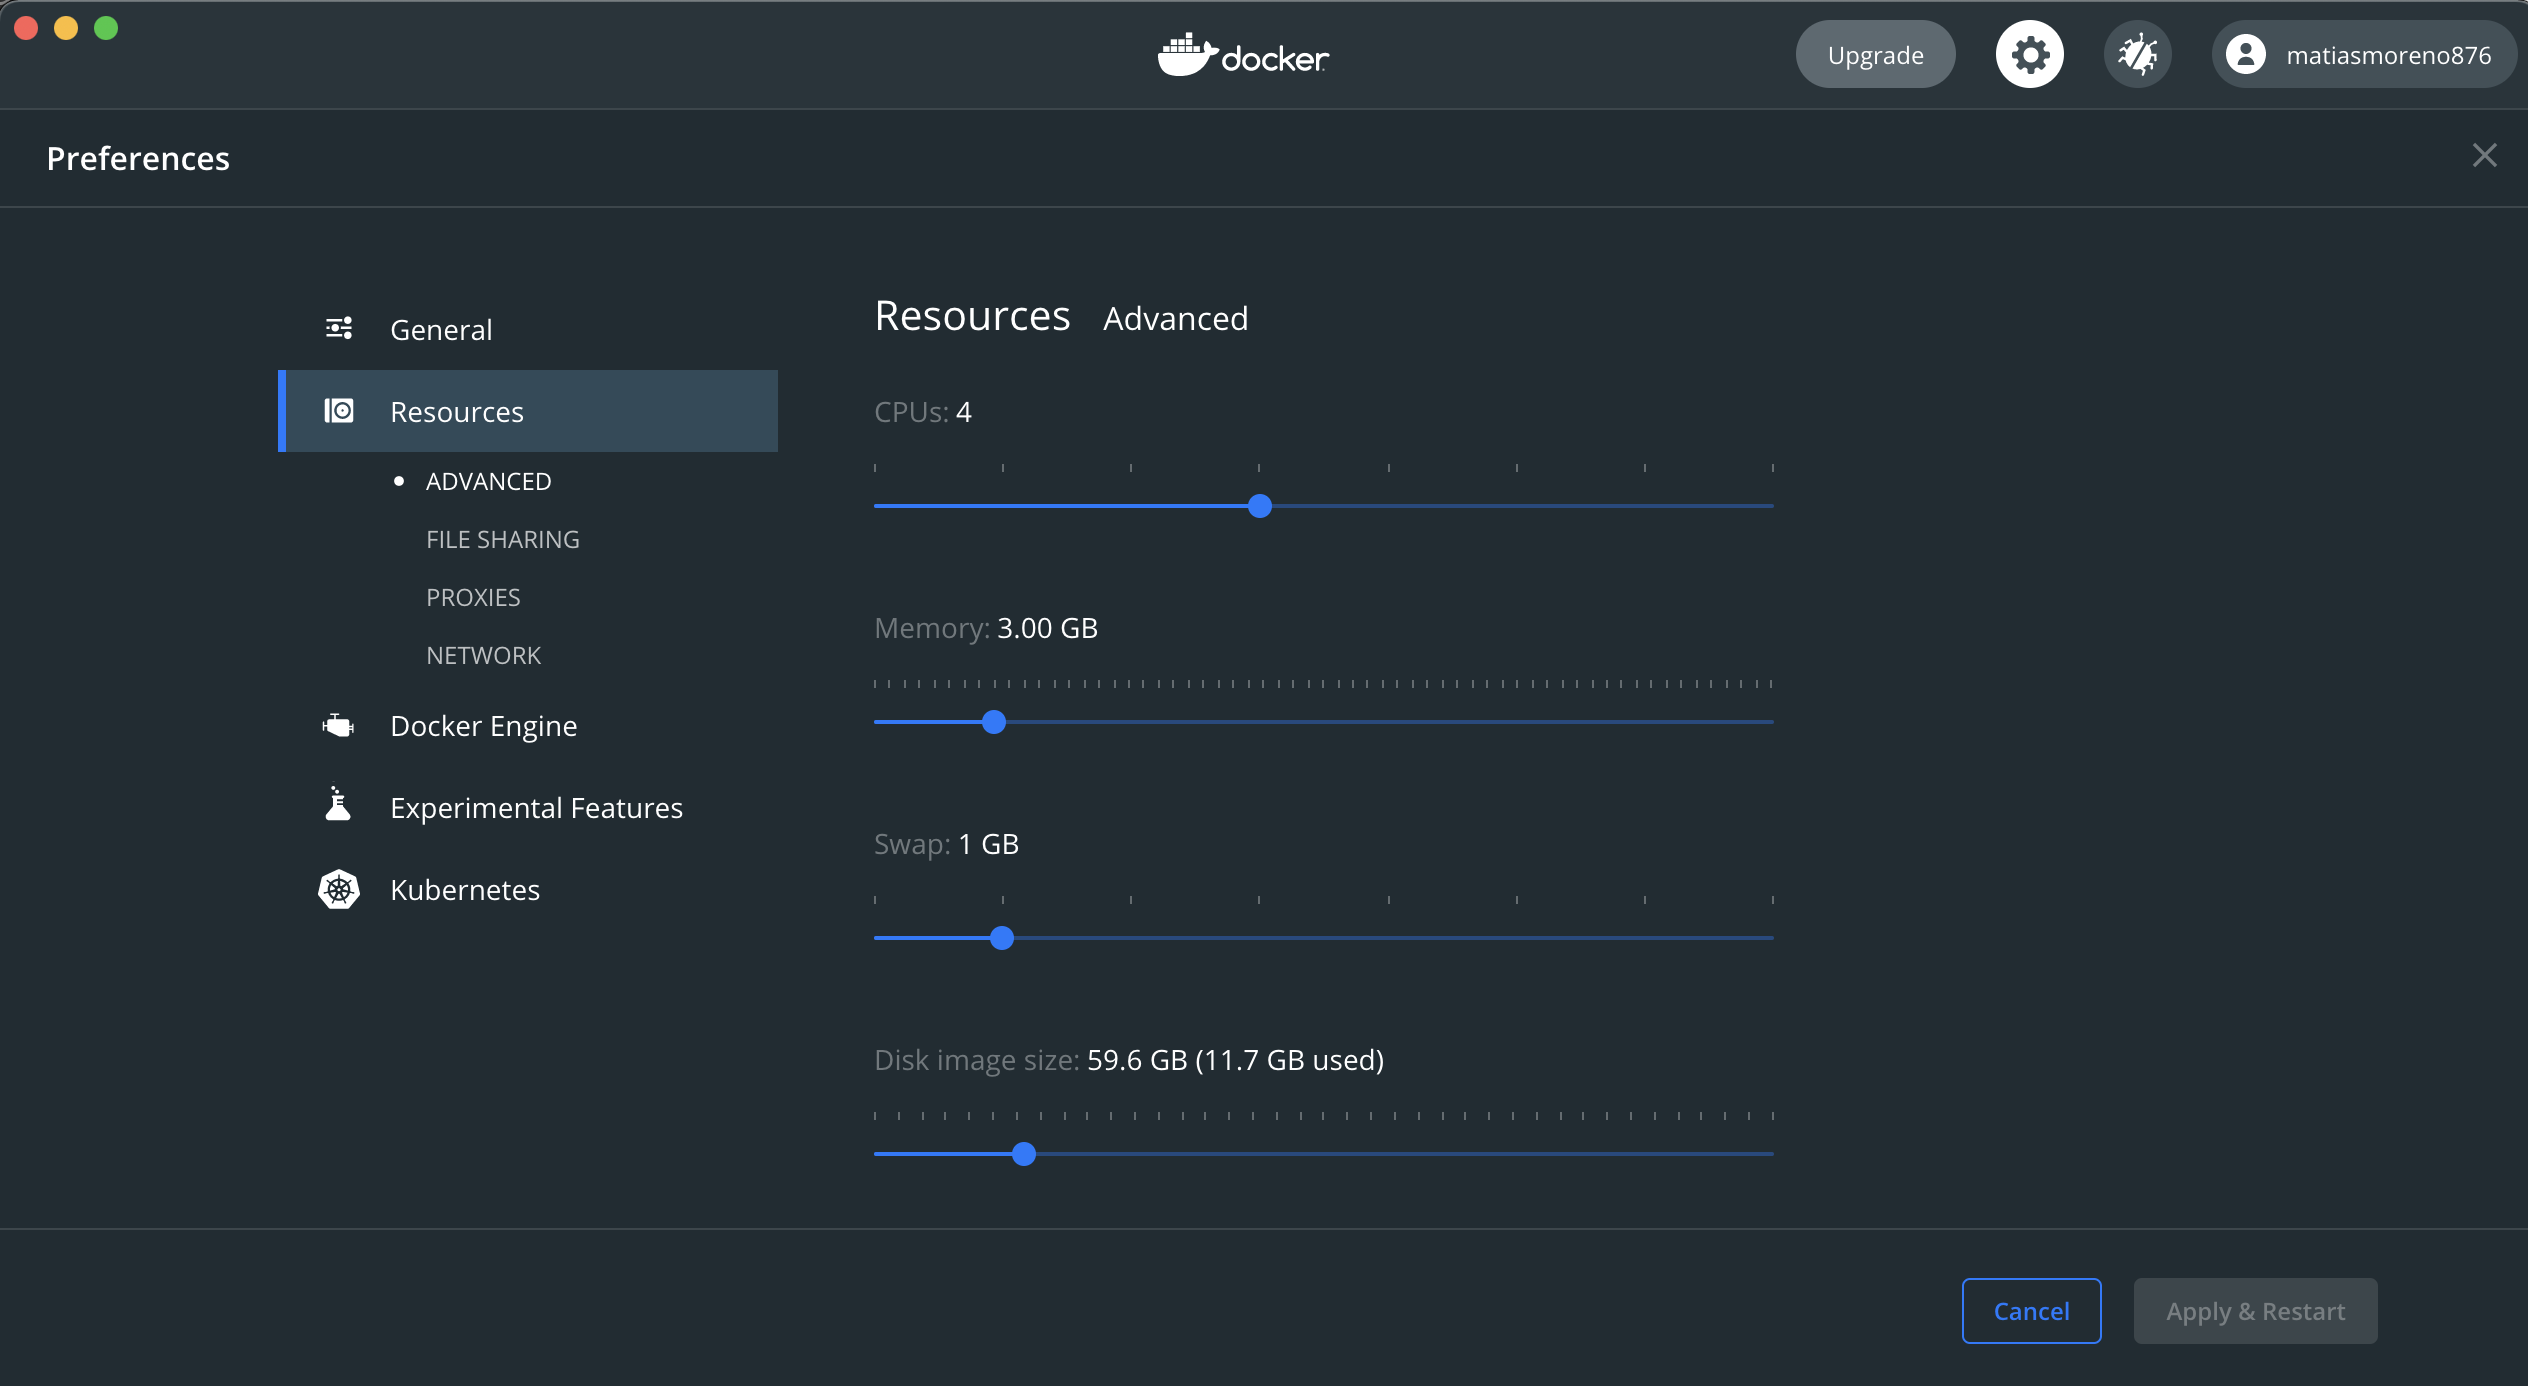 docker
Upgrade
matiasmoreno876
Preferences
General
Resources
ADVANCED
FILE SHARING
PROXIES
NETWORK
Docker Engine
Experimental Features
Kubernetes
Resources Advanced
CPUs: 4
Memory: 3.00 GB
Swap: 1 GB
Disk image size: 59.6 GB (11.7 GB used)
Cancel
Apply & Restart